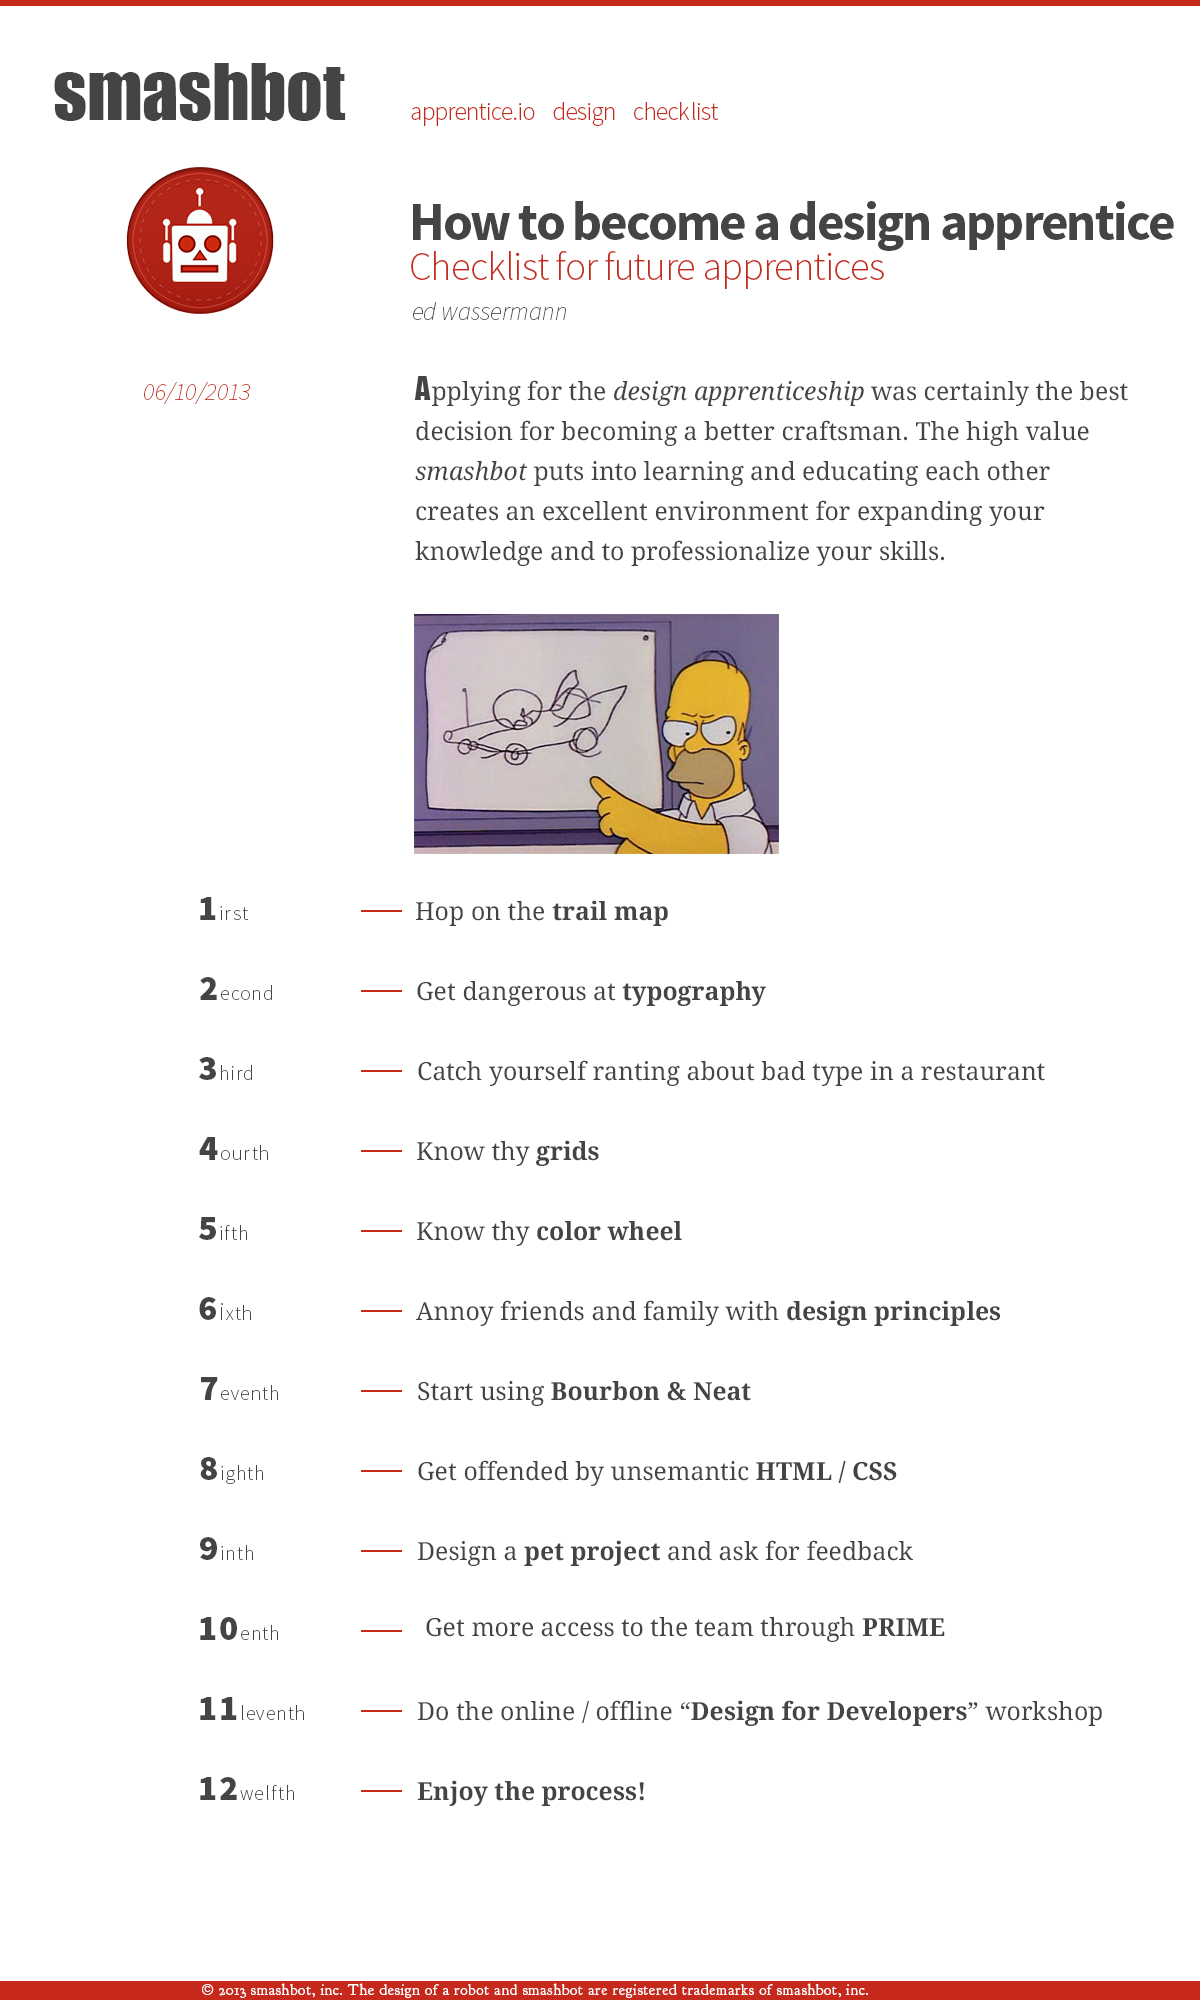 smashbot
apprentice.io design checklist
How to become a design apprentice
Checklist for future apprentices
ed wassermann
06/10/2013
Applying for the design apprenticeship was certainly the best
decision for becoming a better craftsman. The high value
smashbot puts into learning and educating each other
creates an excellent environment for expanding your
knowledge and to professionalize your skills.
1irst — Hop on the trail map
2econd — Get dangerous at typography
3hird — Catch yourself ranting about bad type in a restaurant
4ourth — Know thy grids
5ifth — Know thy color wheel
6ixth — Annoy friends and family with design principles
7eventh — Start using Bourbon & Neat
8ighth — Get offended by unsemantic HTML / CSS
9inth — Design a pet project and ask for feedback
10enth — Get more access to the team through PRIME
11leventh — Do the online / offline “Design for Developers” workshop
12welfth — Enjoy the process!
© 2013 smashbot, inc. The design of a robot and smashbot are registered trademarks of smashbot, inc.